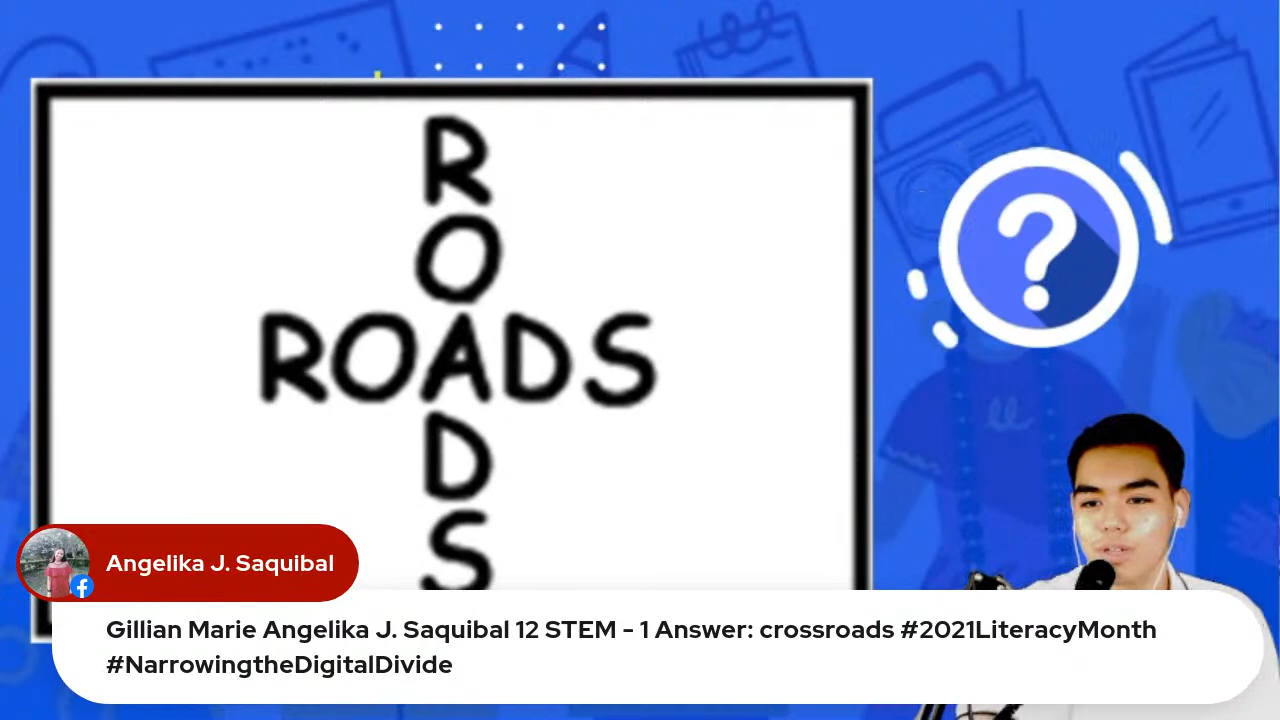 R
O
ROADS
D
S
?
Angelika J. Saquibal
Gillian Marie Angelika J. Saquibal 12 STEM - 1 Answer: crossroads #2021LiteracyMonth
#NarrowingtheDigitalDivide